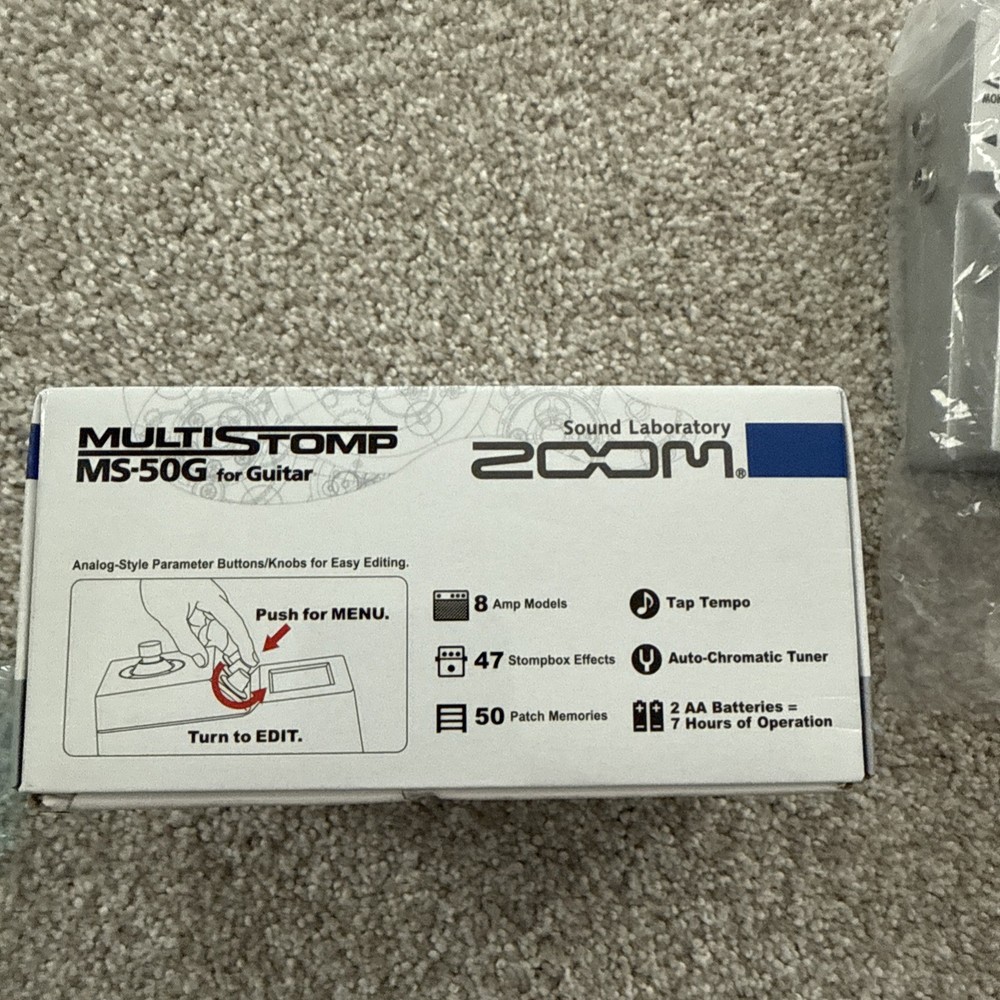 MULTISTOMP
MS-50G for Guitar
Sound Laboratory
ZOOM®
Analog-Style Parameter Buttons/Knobs for Easy Editing.
Push for MENU.
Turn to EDIT.
8 Amp Models
47 Stompbox Effects
50 Patch Memories
Tap Tempo
Auto-Chromatic Tuner
2 AA Batteries =
7 Hours of Operation